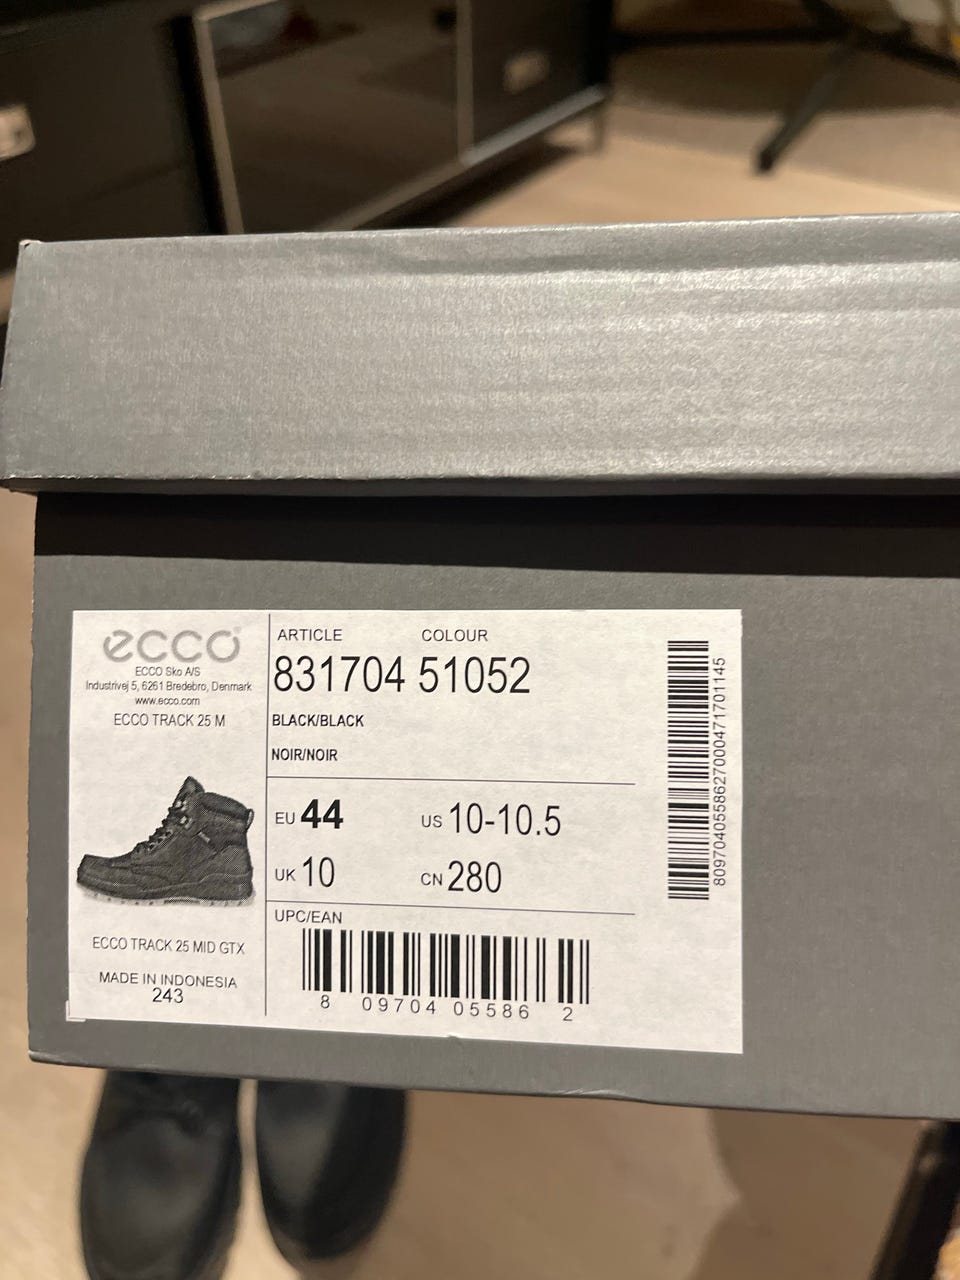 ecco
ECCO Sko A/S
Industrivej 5, 6261 Bredebro, Denmark
www.ecco.com
ECCO TRACK 25 M
ECCO TRACK 25 MID GTX
MADE IN INDONESIA
243
ARTICLE COLOUR
831704 51052
BLACK/BLACK
NOIR/NOIR
EU 44 US 10-10.5
UK 10 CN 280
UPC/EAN
8 09704 05586 2
80970405586270004717011​45